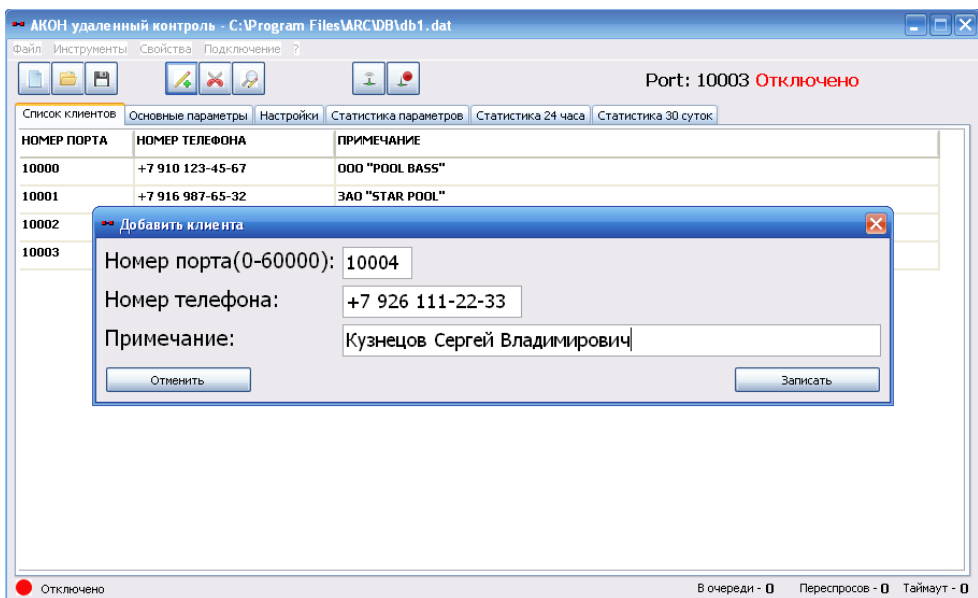 АКОН удаленный контроль - C:\Program Files\ARC\DB\db1.dat
Файл Инструменты Свойства Подключение ?
Port: 10003 Отключено
Список клиентов Основные параметры Настройки Статистика параметров Статистика 24 часа Статистика 30 суток
НОМЕР ПОРТА НОМЕР ТЕЛЕФОНА ПРИМЕЧАНИЕ
10000 +7 910 123-45-67 ООО "POOL BASS"
10001 +7 916 987-65-32 ЗАО "STAR POOL"
10002
10003
Добавить клиента
Номер порта(0-60000): 10004
Номер телефона: +7 926 111-22-33
Примечание: Кузнецов Сергей Владимирович
Отменить Записать
Отключено В очереди - 0 Переспросов - 0 Таймаут - 0